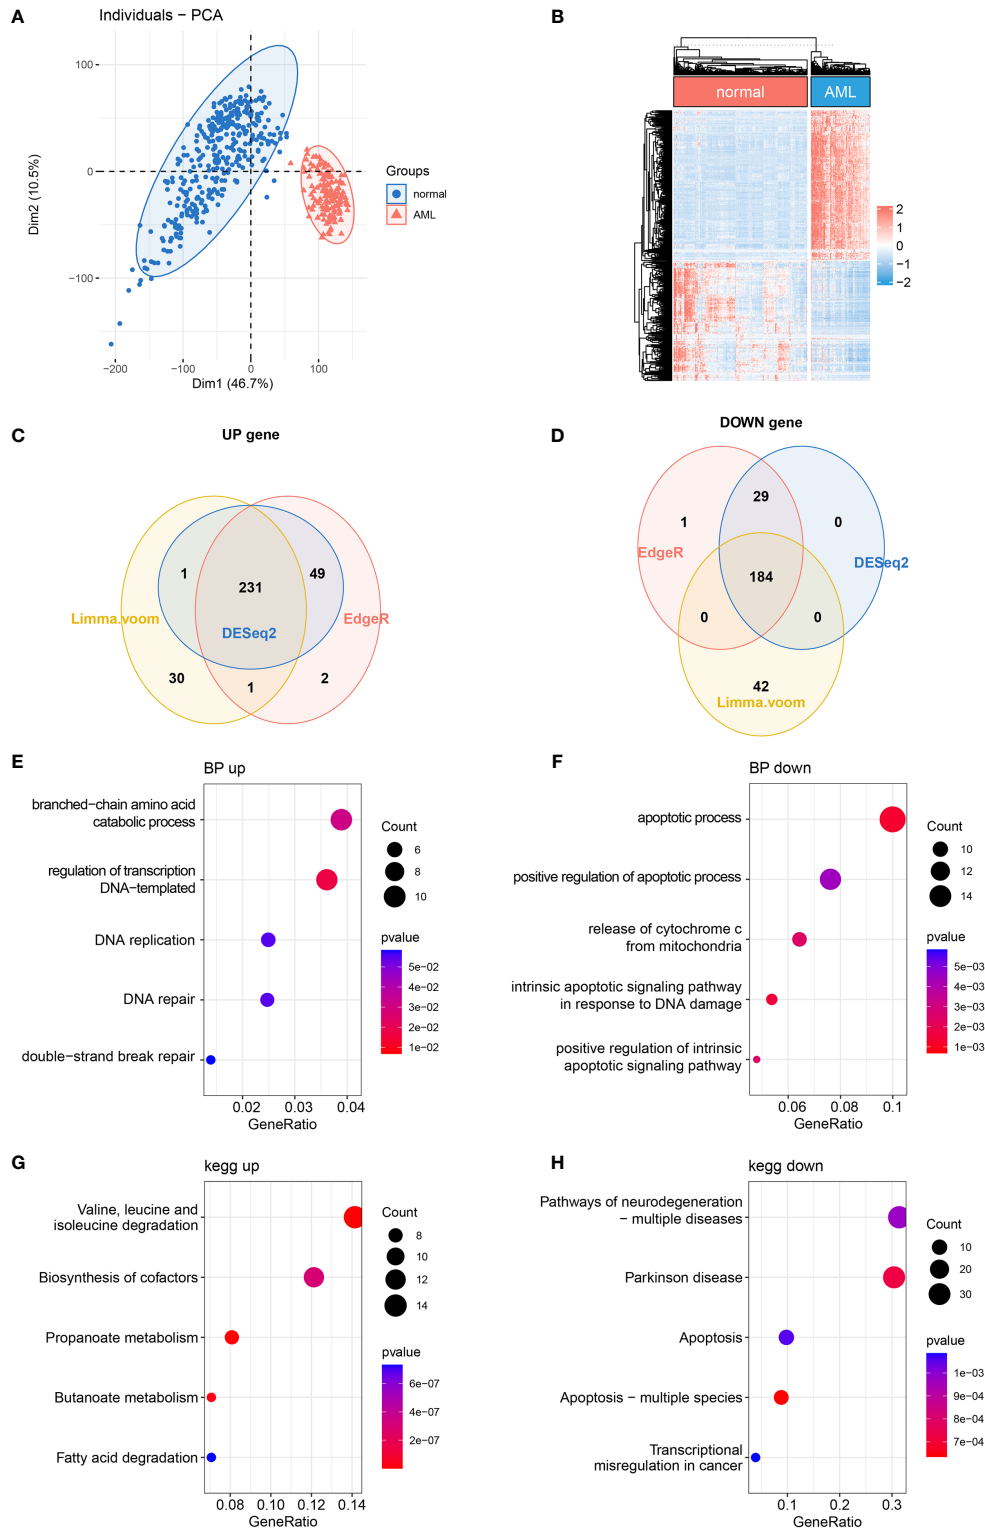 A
Individuals − PCA
100
0
−100
Dim2 (10.5%)
−200
−100
0
100
Dim1 (46.7%)
Groups
normal
AML
B
normal
AML
2
1
0
−1
−2
C
UP gene
1
231
49
Limma.voom
DESeq2
EdgeR
30
1
2
D
DOWN gene
29
1
0
EdgeR
DESeq2
184
0
0
42
Limma.voom
E
BP up
branched−chain amino acid
catabolic process
regulation of transcription
DNA−templated
DNA replication
DNA repair
double−strand break repair
0.02
0.03
0.04
GeneRatio
Count
6
8
10
pvalue
5e−02
4e−02
3e−02
2e−02
1e−02
F
BP down
apoptotic process
positive regulation of apoptotic process
release of cytochrome c
from mitochondria
intrinsic apoptotic signaling pathway
in response to DNA damage
positive regulation of intrinsic
apoptotic signaling pathway
0.06
0.08
0.1
GeneRatio
Count
10
12
14
pvalue
5e−03
4e−03
3e−03
2e−03
1e−03
G
kegg up
Valine, leucine and
isoleucine degradation
Biosynthesis of cofactors
Propanoate metabolism
Butanoate metabolism
Fatty acid degradation
0.08
0.10
0.12
0.14
GeneRatio
Count
8
10
12
14
pvalue
6e−07
4e−07
2e−07
H
kegg down
Pathways of neurodegeneration
− multiple diseases
Parkinson disease
Apoptosis
Apoptosis − multiple species
Transcriptional
misregulation in cancer
0.1
0.2
0.3
GeneRatio
Count
10
20
30
pvalue
1e−03
9e−04
8e−04
7e−04